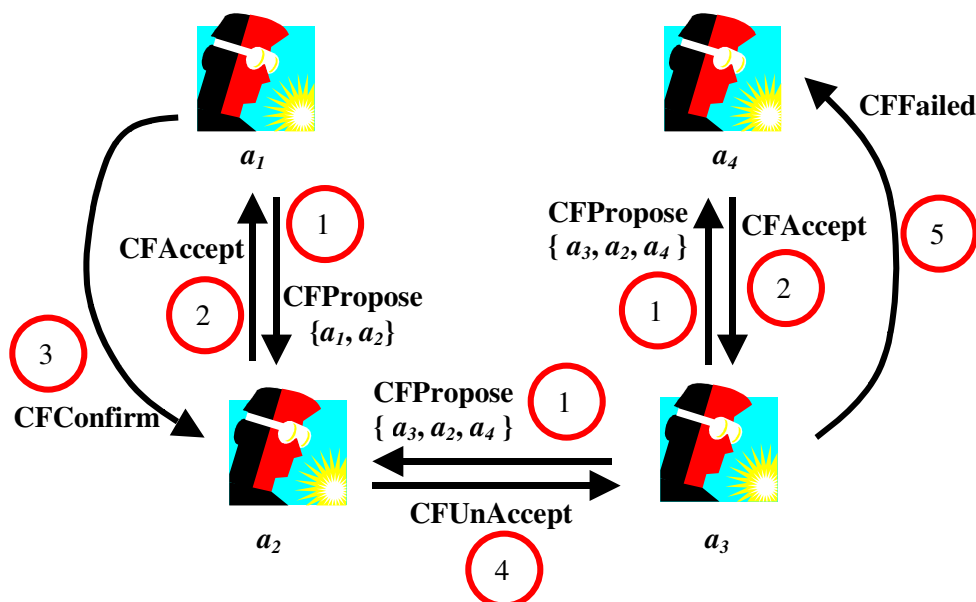 a1
a4
CFFailed
1
CFPropose
{ a3, a2, a4 }
CFAccept
CFAccept
5
2
CFPropose
{a1, a2}
1
2
3
CFConfirm
CFPropose
{ a3, a2, a4 }
1
CFUnAccept
a2
a3
4